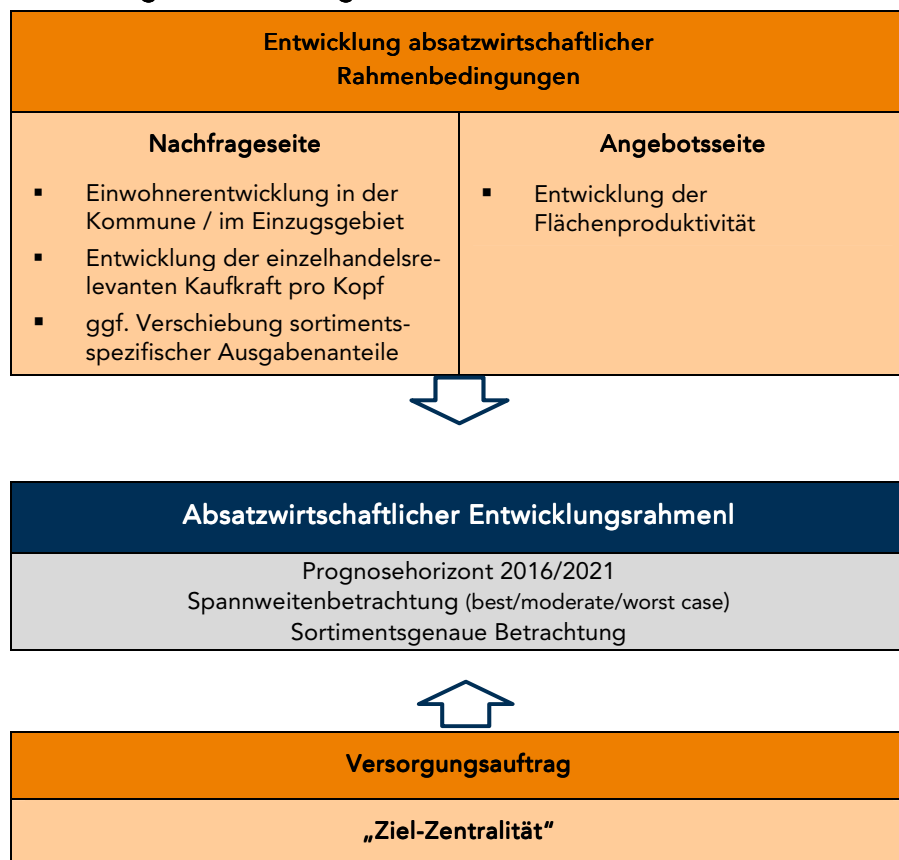 Entwicklung absatzwirtschaftlicher
Rahmenbedingungen
Nachfrageseite
▪ Einwohnerentwicklung in der
Kommune / im Einzugsgebiet
▪ Entwicklung der einzelhandelsre-
levanten Kaufkraft pro Kopf
▪ ggf. Verschiebung sortiments-
spezifischer Ausgabenanteile
Angebotsseite
▪ Entwicklung der
Flächenproduktivität
Absatzwirtschaftlicher Entwicklungsrahmenl
Prognosehorizont 2016/2021
Spannweitenbetrachtung (best/moderate/worst case)
Sortimentsgenaue Betrachtung
Versorgungsauftrag
„Ziel-Zentralität“